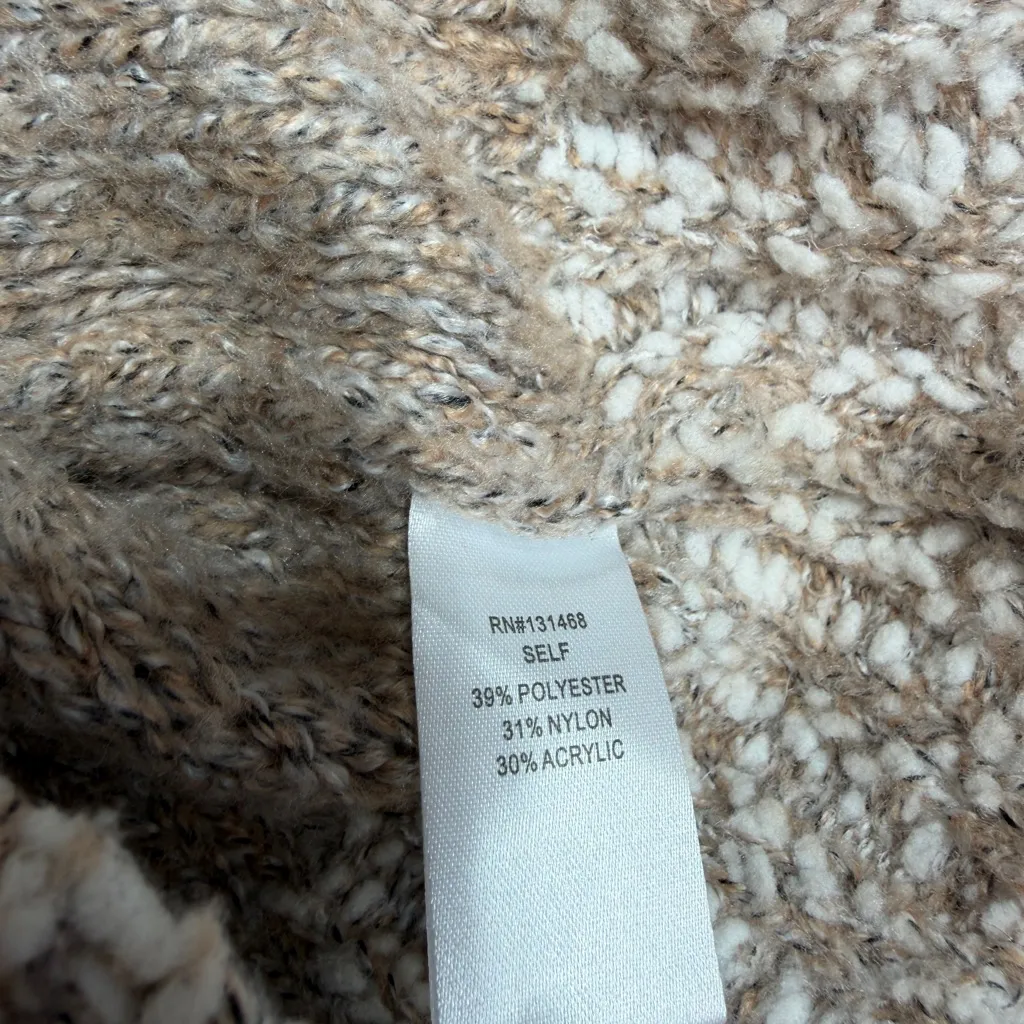 RN#131468
SELF
39% POLYESTER
31% NYLON
30% ACRYLIC